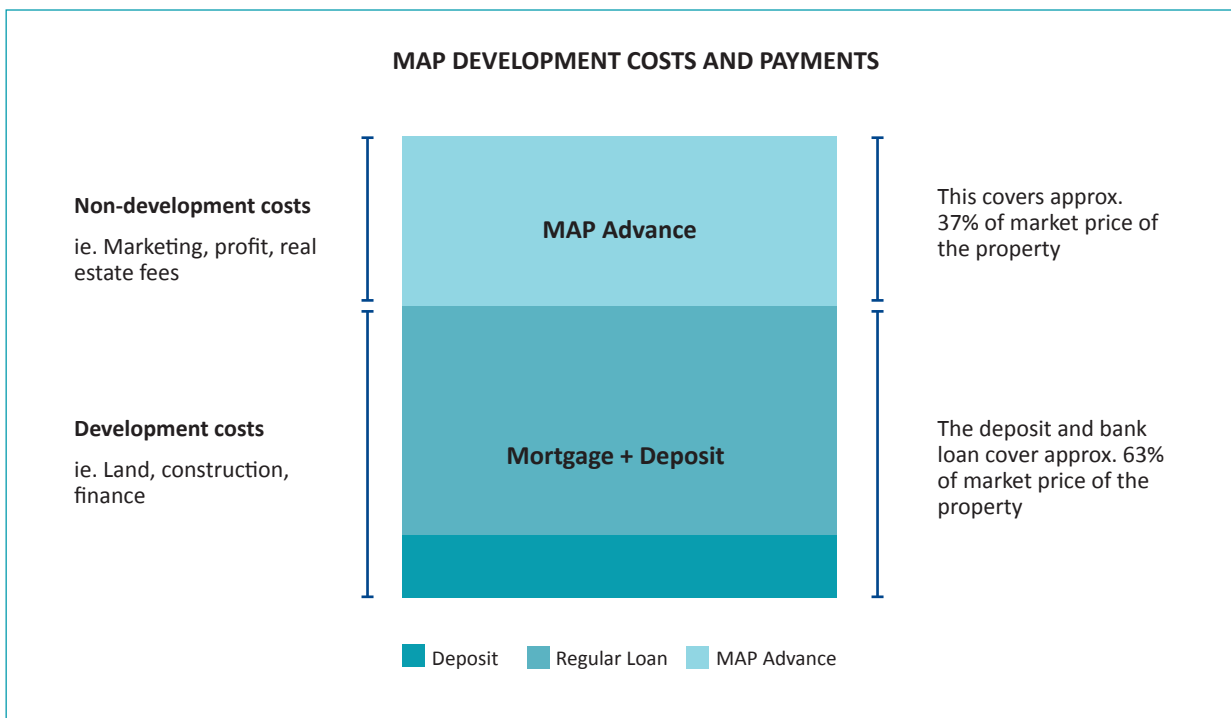 MAP DEVELOPMENT COSTS AND PAYMENTS
Non-development costs
ie. Marketing, profit, real
estate fees
MAP Advance
This covers approx.
37% of market price of
the property
Development costs
ie. Land, construction,
finance
Mortgage + Deposit
The deposit and bank
loan cover approx. 63%
of market price of the
property
Deposit
Regular Loan
MAP Advance